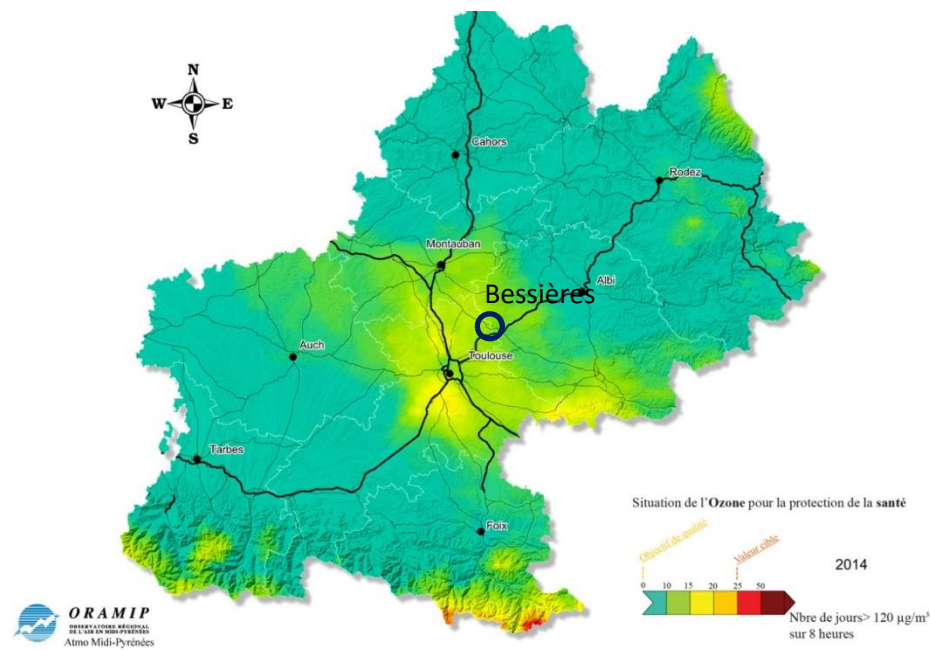 N
W E
S
Cahors
Rodez
Montauban
Bessières
Albi
Auch
Toulouse
Tarbes
Foix
Situation de l'Ozone pour la protection de la santé
Objectif de qualité
Valeur cible
2014
0 10 15 20 25 50
Nbre de jours> 120 µg/m³
sur 8 heures
ORAMIP
OBSERVATOIRE RÉGIONAL
DE L'AIR EN MIDI-PYRÉNÉES
Atmo Midi-Pyrénées